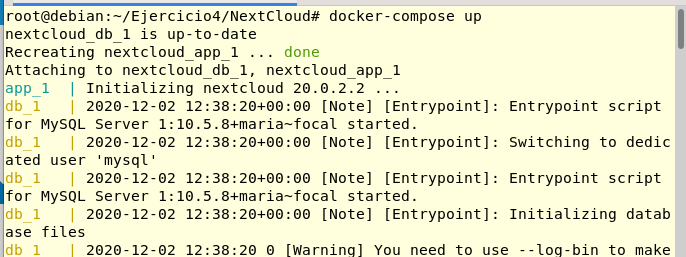 root@debian:~/Ejercicio4/NextCloud# docker-compose up
nextcloud_db_1 is up-to-date
Recreating nextcloud_app_1 ... done
Attaching to nextcloud_db_1, nextcloud_app_1
app_1  | Initializing nextcloud 20.0.2.2 ...
db_1   | 2020-12-02 12:38:20+00:00 [Note] [Entrypoint]: Entrypoint script
for MySQL Server 1:10.5.8+maria~focal started.
db_1   | 2020-12-02 12:38:20+00:00 [Note] [Entrypoint]: Switching to dedic
ated user 'mysql'
db_1   | 2020-12-02 12:38:20+00:00 [Note] [Entrypoint]: Entrypoint script
for MySQL Server 1:10.5.8+maria~focal started.
db_1   | 2020-12-02 12:38:20+00:00 [Note] [Entrypoint]: Initializing datab
ase files
db_1   | 2020-12-02 12:38:20 0 [Warning] You need to use --log-bin to make